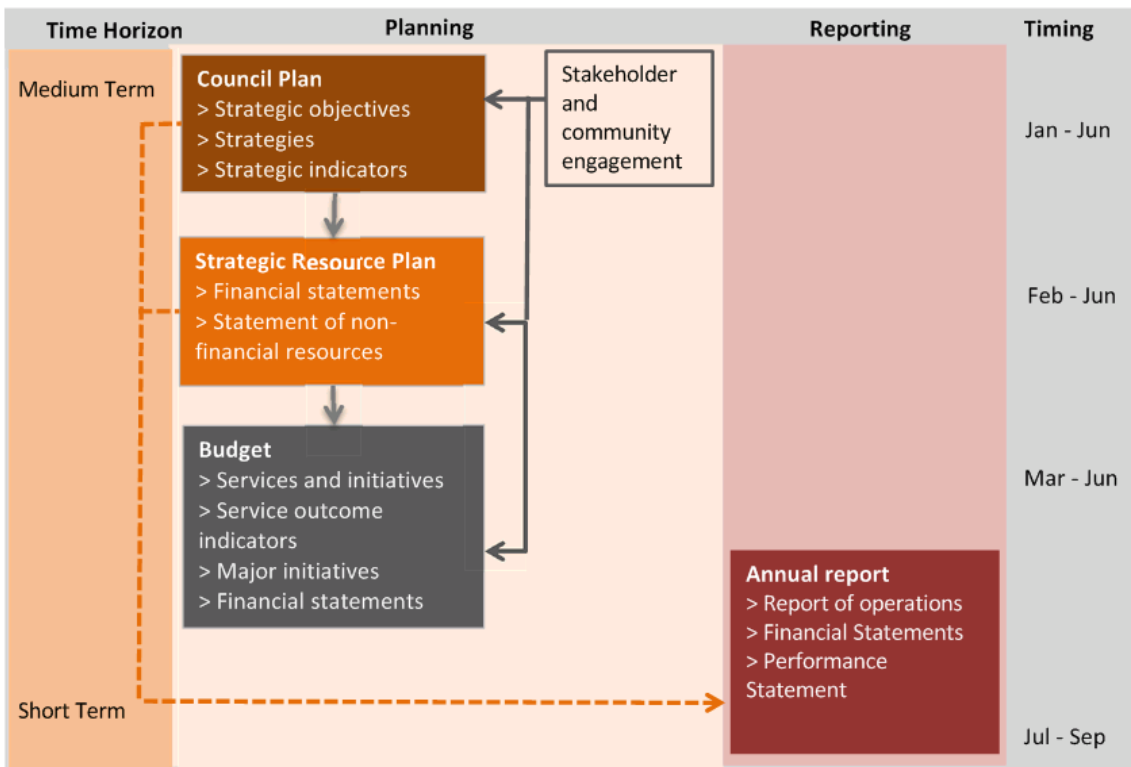 Time Horizon
Planning
Reporting
Timing
Medium Term
Council Plan
> Strategic objectives
> Strategies
> Strategic indicators
Stakeholder
and
community
engagement
Jan - Jun
Strategic Resource Plan
> Financial statements
> Statement of non-
financial resources
Feb - Jun
Budget
> Services and initiatives
> Service outcome
indicators
> Major initiatives
> Financial statements
Mar - Jun
Annual report
> Report of operations
> Financial Statements
> Performance
Statement
Short Term
Jul - Sep